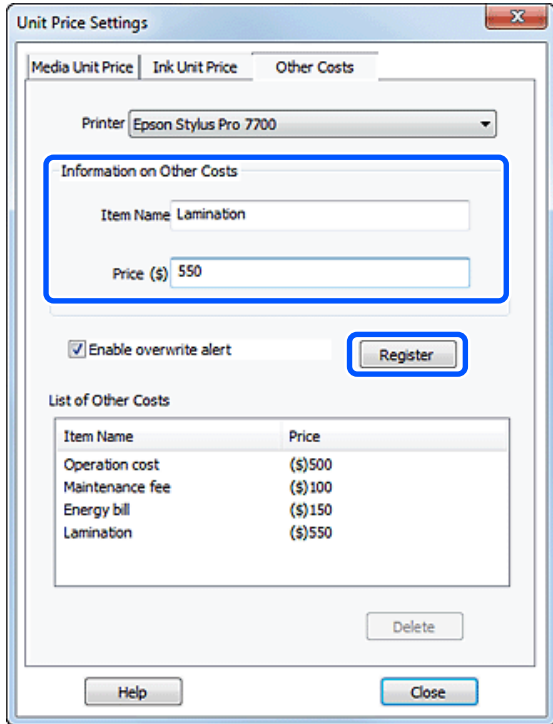 Unit Price Settings
Media Unit Price Ink Unit Price Other Costs
Printer Epson Stylus Pro 7700
Information on Other Costs
Item Name Lamination
Price ($) 550
Enable overwrite alert Register
List of Other Costs
Item Name Price
Operation cost ($)500
Maintenance fee ($)100
Energy bill ($)150
Lamination ($)550
Delete
Help Close